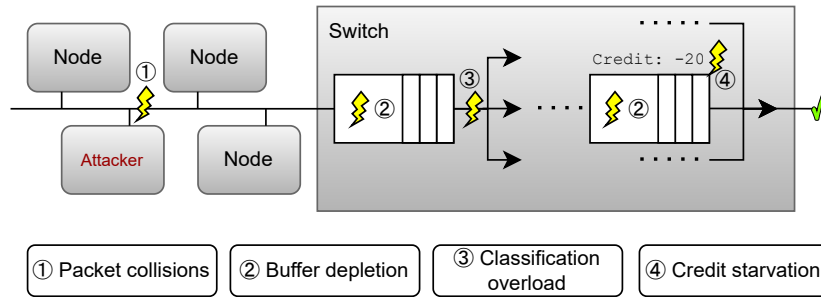 Node
Node
①
Attacker
Node
Switch
②
③
Credit: -20
④
②
① Packet collisions
② Buffer depletion
③ Classification
overload
④ Credit starvation